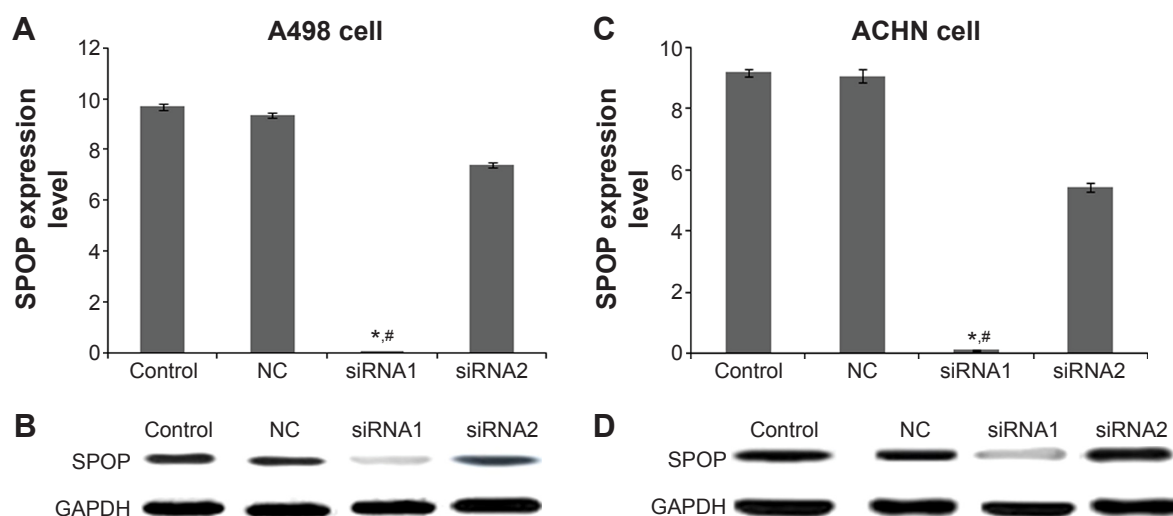 A
A498 cell
SPOP expression
level
12
10
8
6
4
2
0
*,#
Control NC siRNA1 siRNA2
B
Control NC siRNA1 siRNA2
SPOP
GAPDH
C
ACHN cell
SPOP expression
level
10
8
6
4
2
0
*,#
Control NC siRNA1 siRNA2
D
Control NC siRNA1 siRNA2
SPOP
GAPDH